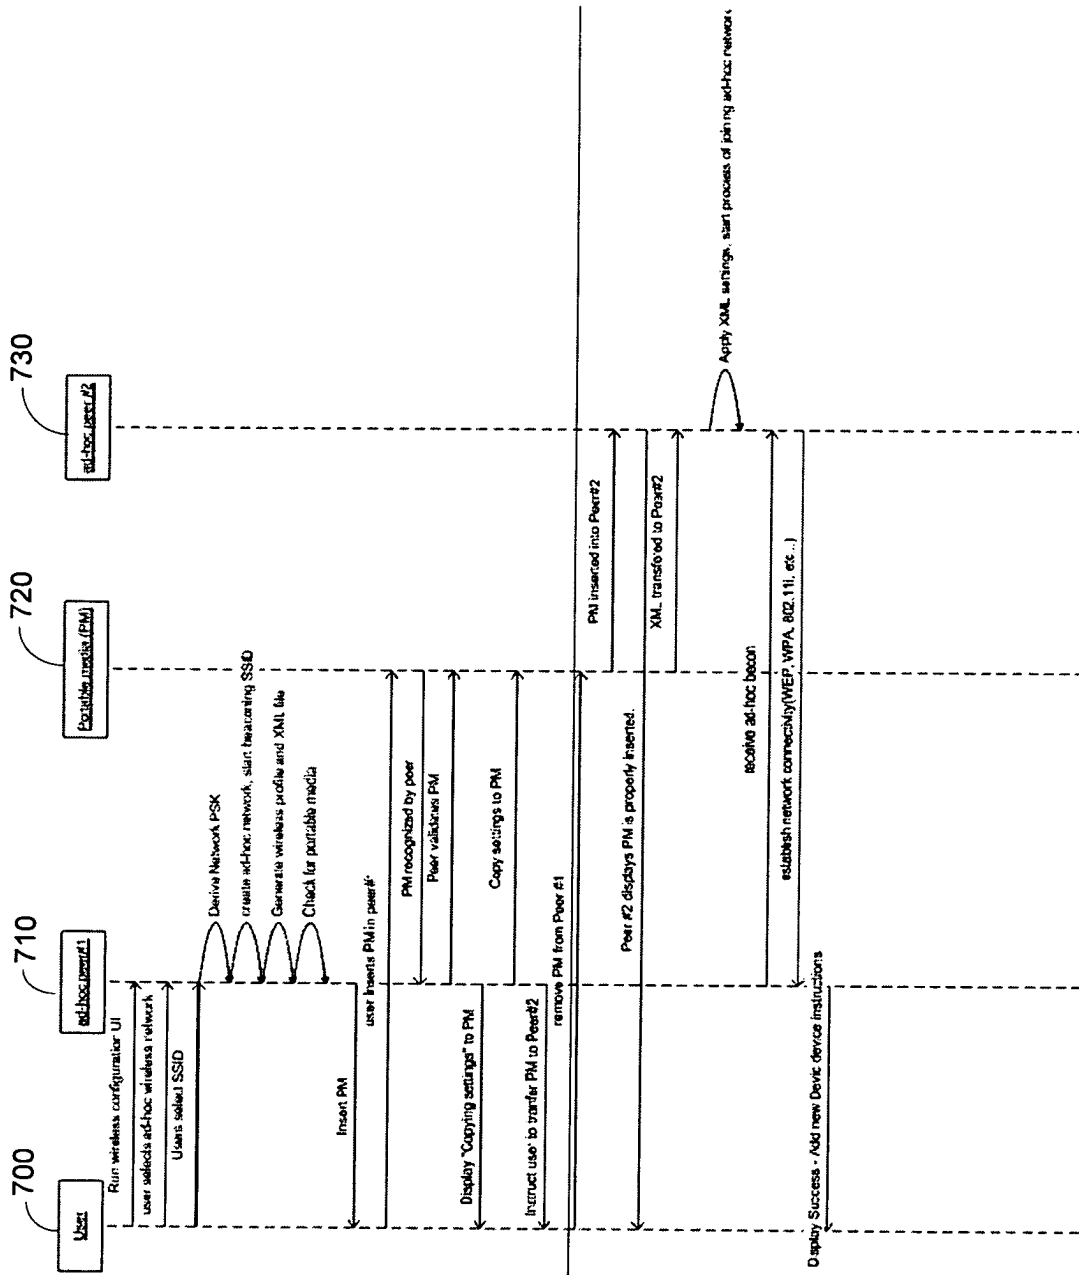 700
User
710
ad-hoc peer#1
720
Portable media (PM)
730
ad-hoc peer #2
Run wireless configuration UI
user selects ad-hoc wireless network
Users select SSID
Derive Network PSK
create ad-hoc network, start beaconing SSID
Generate wireless profile and XML file
Check for portable media
Insert PM
user inserts PM in peer#1
PM recognized by peer
Peer validates PM
Display "Copying settings" to PM
Copy settings to PM
Instruct user to tranfer PM to Peer#2
remove PM from Peer #1
PM inserted into Peer#2
Peer #2 displays PM is properly inserted.
XML transfered to Peer#2
Apply XML settings, start process of joining ad-hoc network
receive ad-hoc becon
establish network connectivity(WEP, WPA, 802.11i, etc...)
Display Success - Add new Devic device instructions